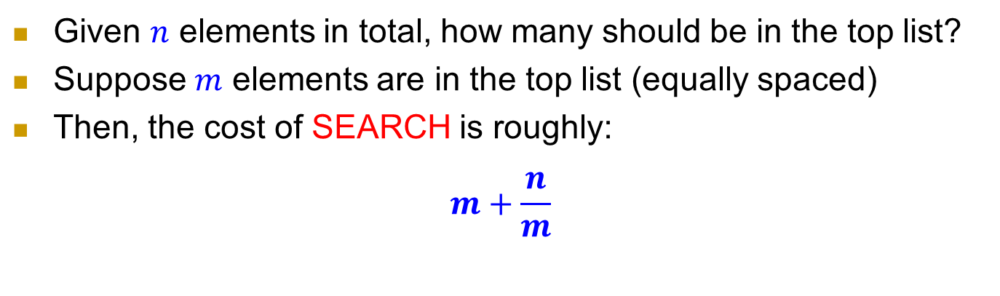 ▪ Given n elements in total, how many should be in the top list?
▪ Suppose m elements are in the top list (equally spaced)
▪ Then, the cost of SEARCH is roughly:
m + n/m